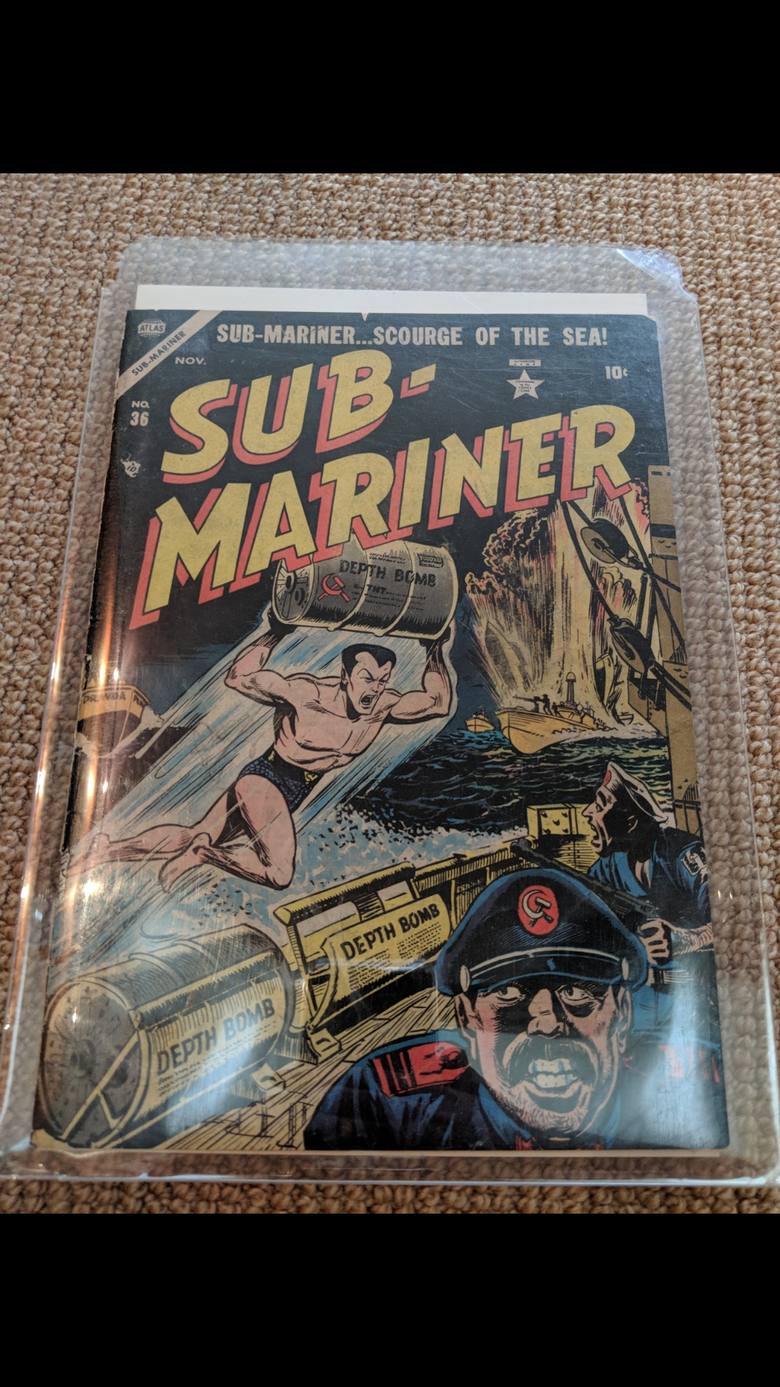 ATLAS
SUB-MARINER
SUB-MARINER...SCOURGE OF THE SEA!
NOV.
10¢
NO.
36
SUB-
MARINER
DEPTH BOMB
TNT
DEPTH BOMB
DEPTH BOMB